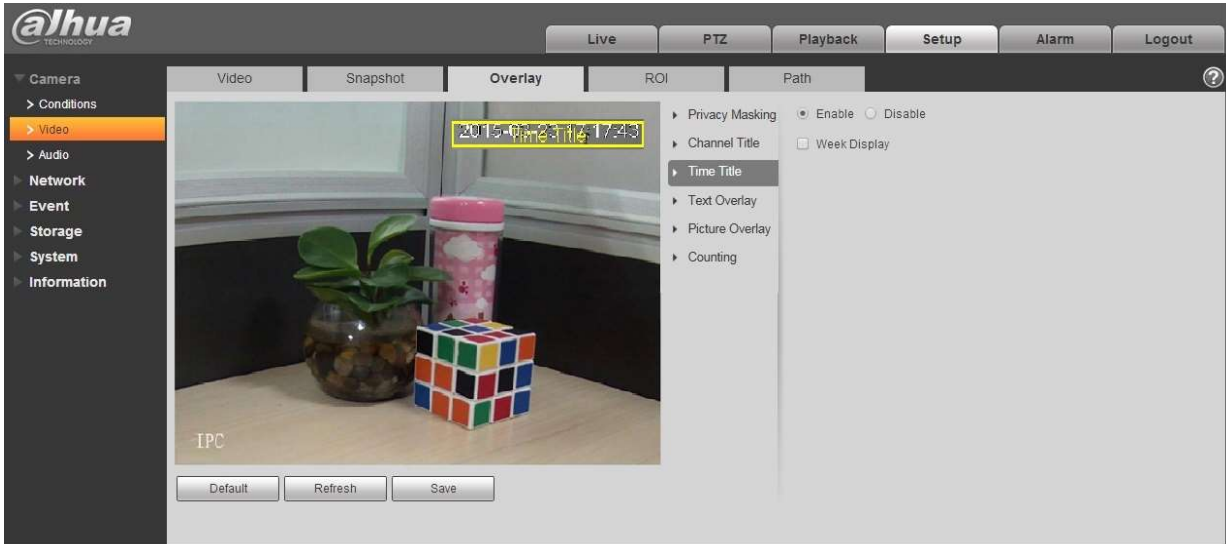 alhua
TECHNOLOGY
Live
PTZ
Playback
Setup
Alarm
Logout
Camera
> Conditions
> Video
> Audio
Network
Event
Storage
System
Information
Video
Snapshot
Overlay
ROI
Path
?
Time Title
IPC
Default
Refresh
Save
Privacy Masking
Channel Title
Time Title
Text Overlay
Picture Overlay
Counting
Enable
Disable
Week Display